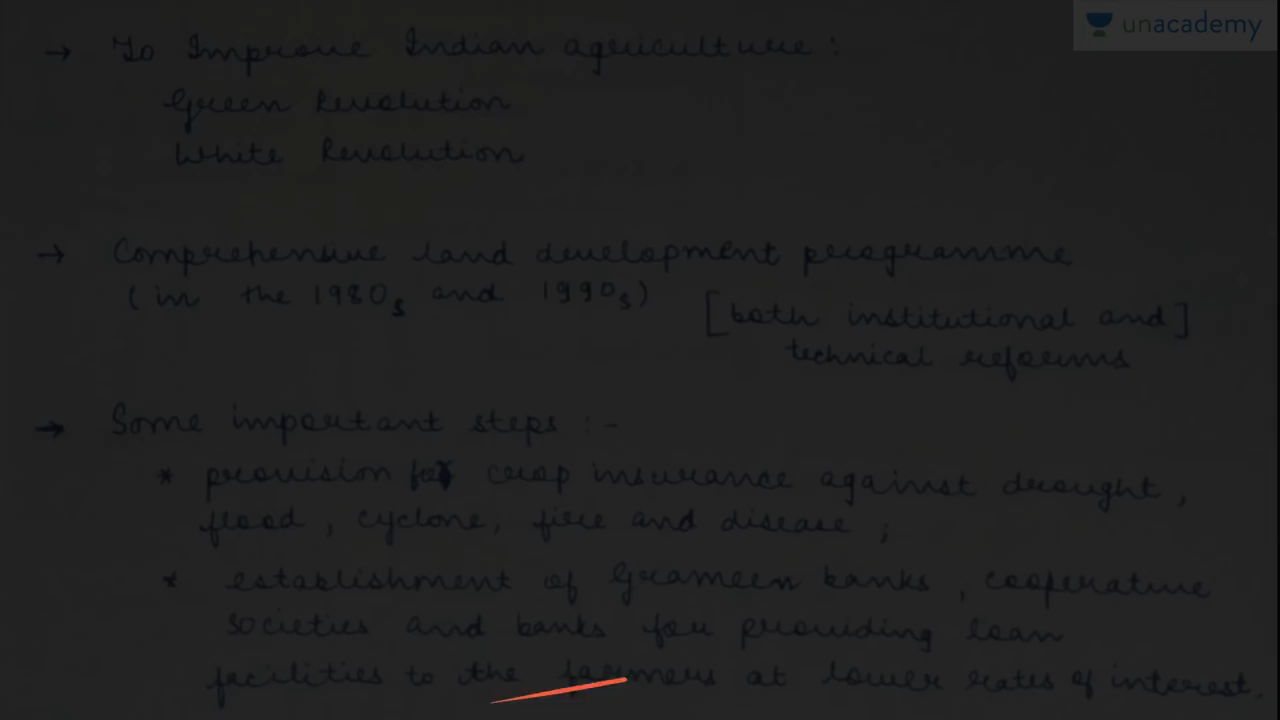 unacademy
→ To Improve Indian agriculture :
Green Revolution
White Revolution
→ Comprehensive land development programme
(in the 1980s and 1990s)
[both institutional and]
technical reforms
→ Some important steps :-
* provision for crop insurance against drought,
flood, cyclone, fire and disease ;
* establishment of Grameen banks, cooperative
societies and banks for providing loan
facilities to the farmers at lower rates of interest.